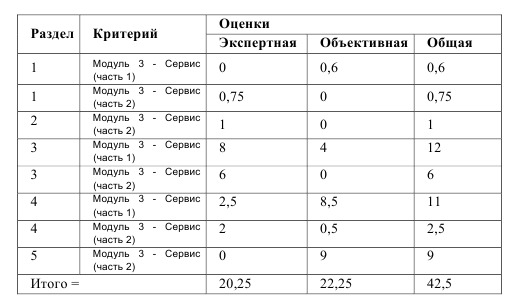 Раздел Критерий Оценки
Экспертная Объективная Общая
1 Модуль 3 - Сервис 0 0,6 0,6
(часть 1)
1 Модуль 3 - Сервис 0,75 0 0,75
(часть 2)
2 Модуль 3 - Сервис 1 0 1
(часть 2)
3 Модуль 3 - Сервис 8 4 12
(часть 1)
3 Модуль 3 - Сервис 6 0 6
(часть 2)
4 Модуль 3 - Сервис 2,5 8,5 11
(часть 1)
4 Модуль 3 - Сервис 2 0,5 2,5
(часть 2)
5 Модуль 3 - Сервис 0 9 9
(часть 2)
Итого = 20,25 22,25 42,5